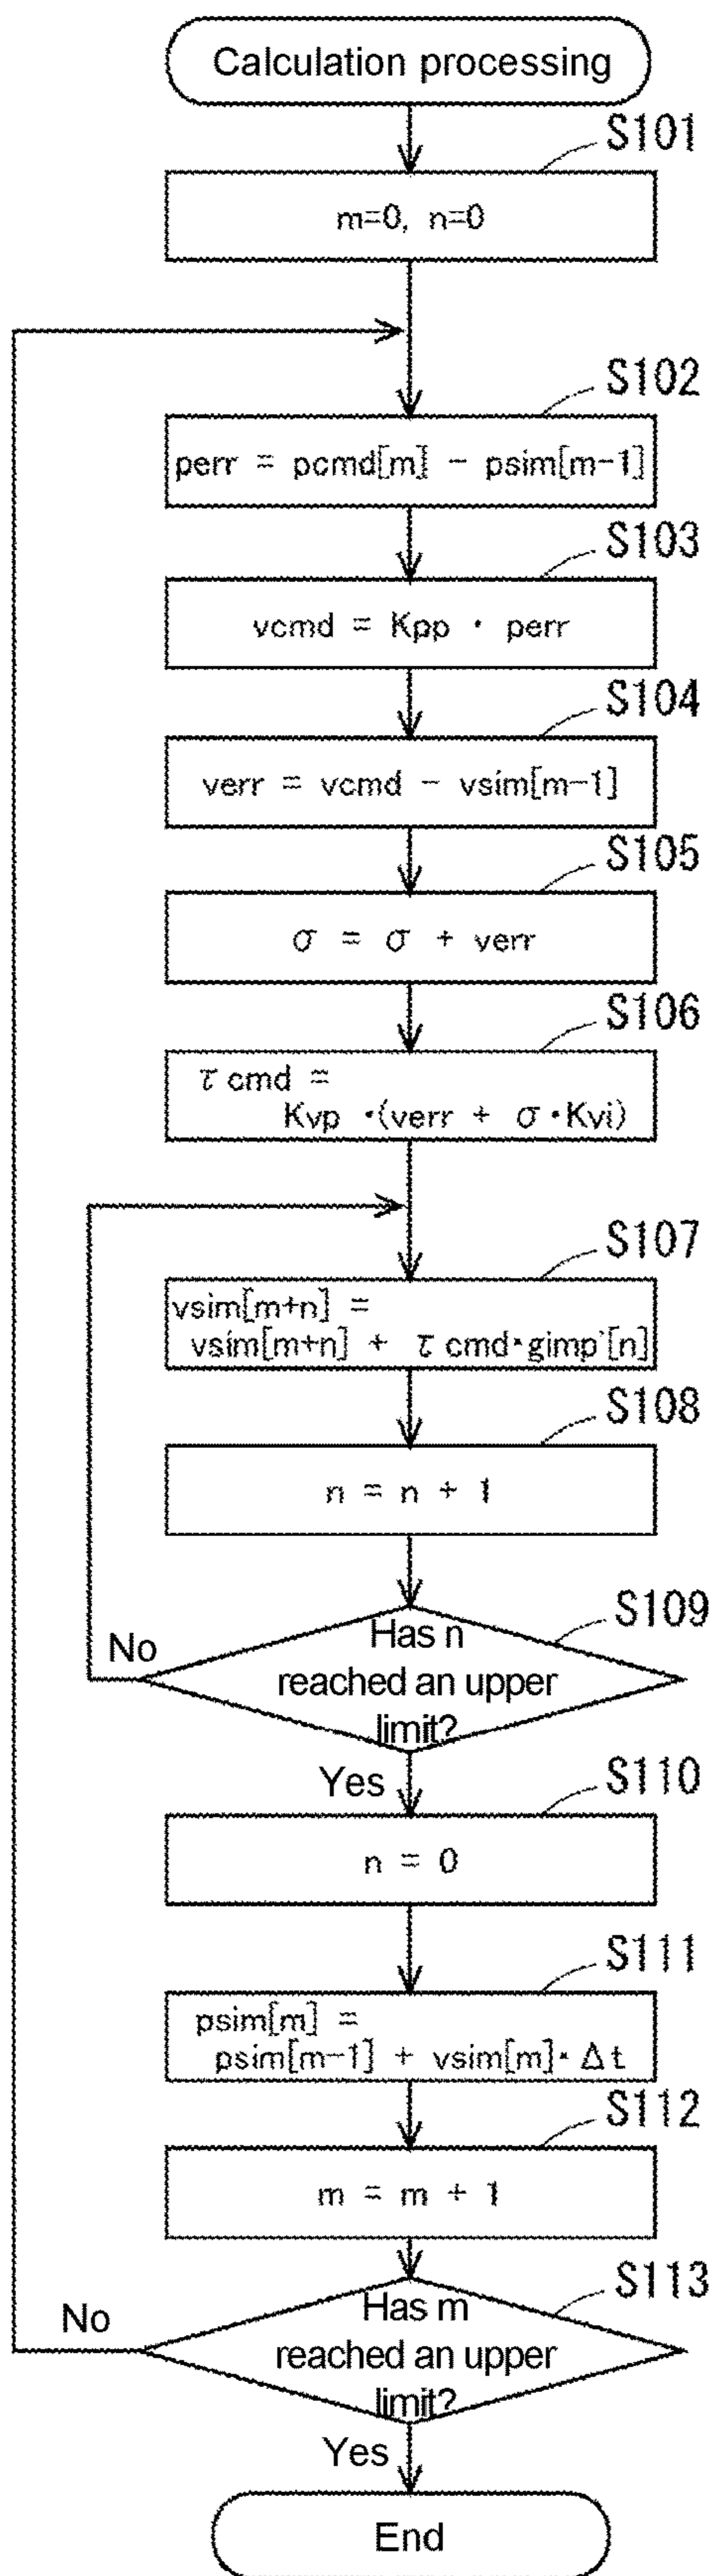 Calculation processing
S101
m=0, n=0
S102
perr = pcmd[m] - psim[m-1]
S103
vcmd = Kpp · perr
S104
verr = vcmd - vsim[m-1]
S105
σ = σ + verr
S106
τ cmd =
Kvp ·(verr + σ·Kvi)
S107
vsim[m+n] =
vsim[m+n] + τ cmd·gimp'[n]
S108
n = n + 1
S109
Has n
reached an upper
limit?
No
Yes
S110
n = 0
S111
psim[m] =
psim[m-1] + vsim[m]· Δt
S112
m = m + 1
S113
Has m
reached an upper
limit?
No
Yes
End